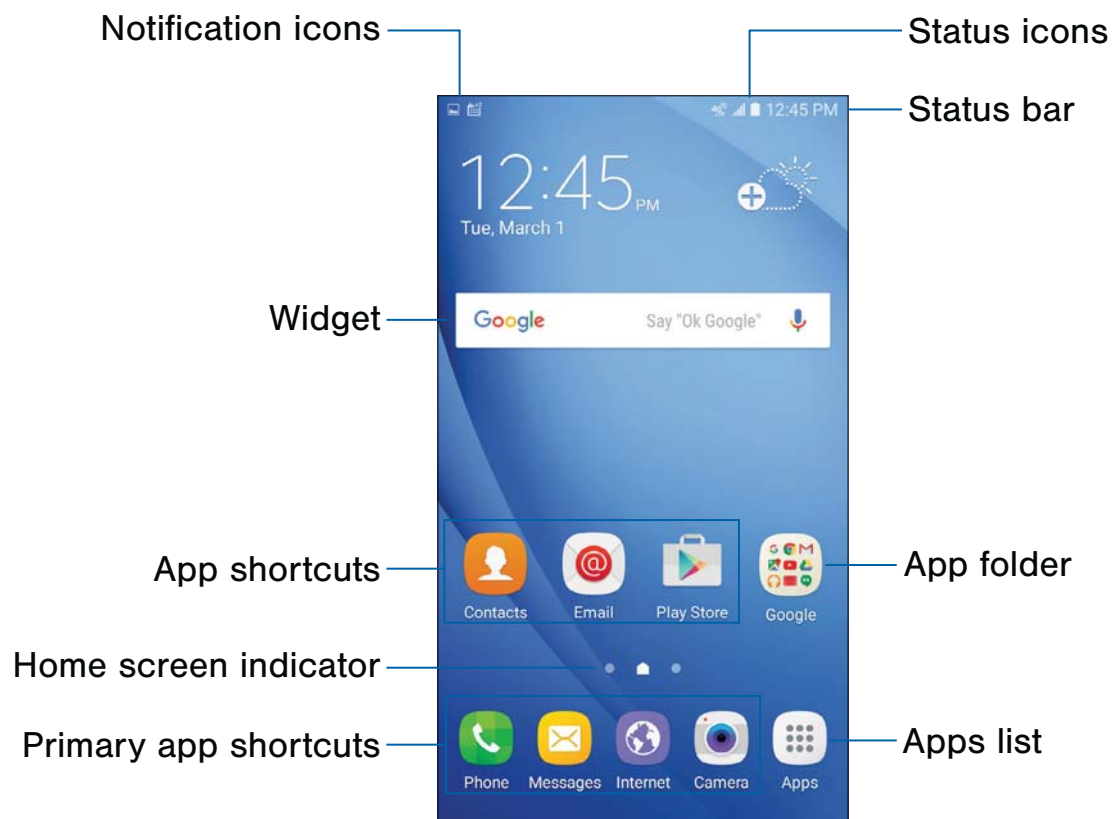 Notification icons
Status icons
12:45 PM
Status bar
12:45 PM
Tue, March 1
Widget
Google Say "Ok Google"
App shortcuts
App folder
Contacts Email Play Store Google
Home screen indicator
Primary app shortcuts
Apps list
Phone Messages Internet Camera Apps